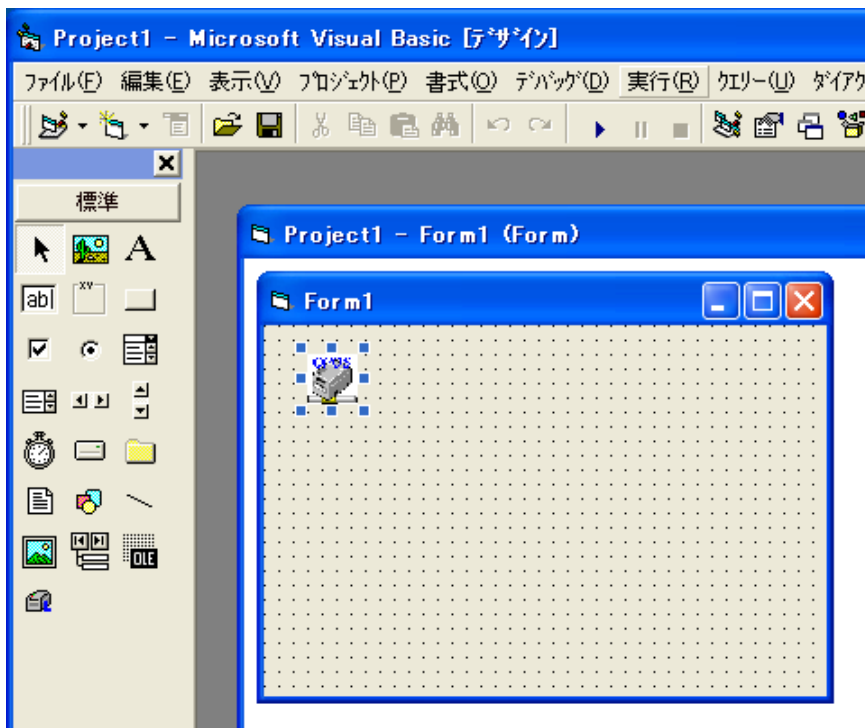 Project1 - Microsoft Visual Basic [ﾃﾞｻﾞｲﾝ]
ﾌｧｲﾙ(F) 編集(E) 表示(V) ﾌﾟﾛｼﾞｪｸﾄ(P) 書式(O) ﾃﾞﾊﾞｯｸﾞ(D) 実行(R) ｸｴﾘｰ(U) ﾀﾞｲｱｸ
標準
Project1 - Form1 (Form)
A
ab|
xy
Form1
OLE